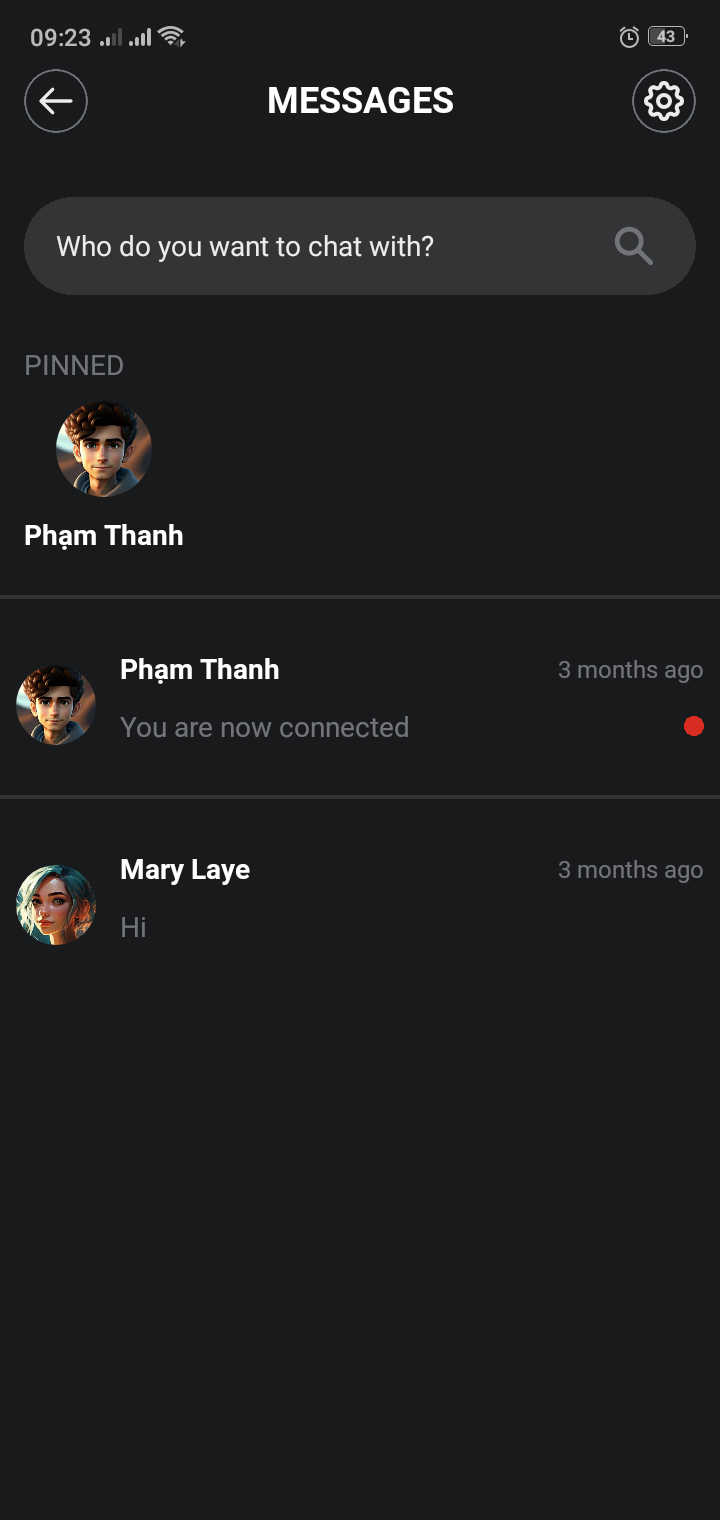 09:23
43
MESSAGES
Who do you want to chat with?
PINNED
Phạm Thanh
Phạm Thanh
3 months ago
You are now connected
Mary Laye
3 months ago
Hi